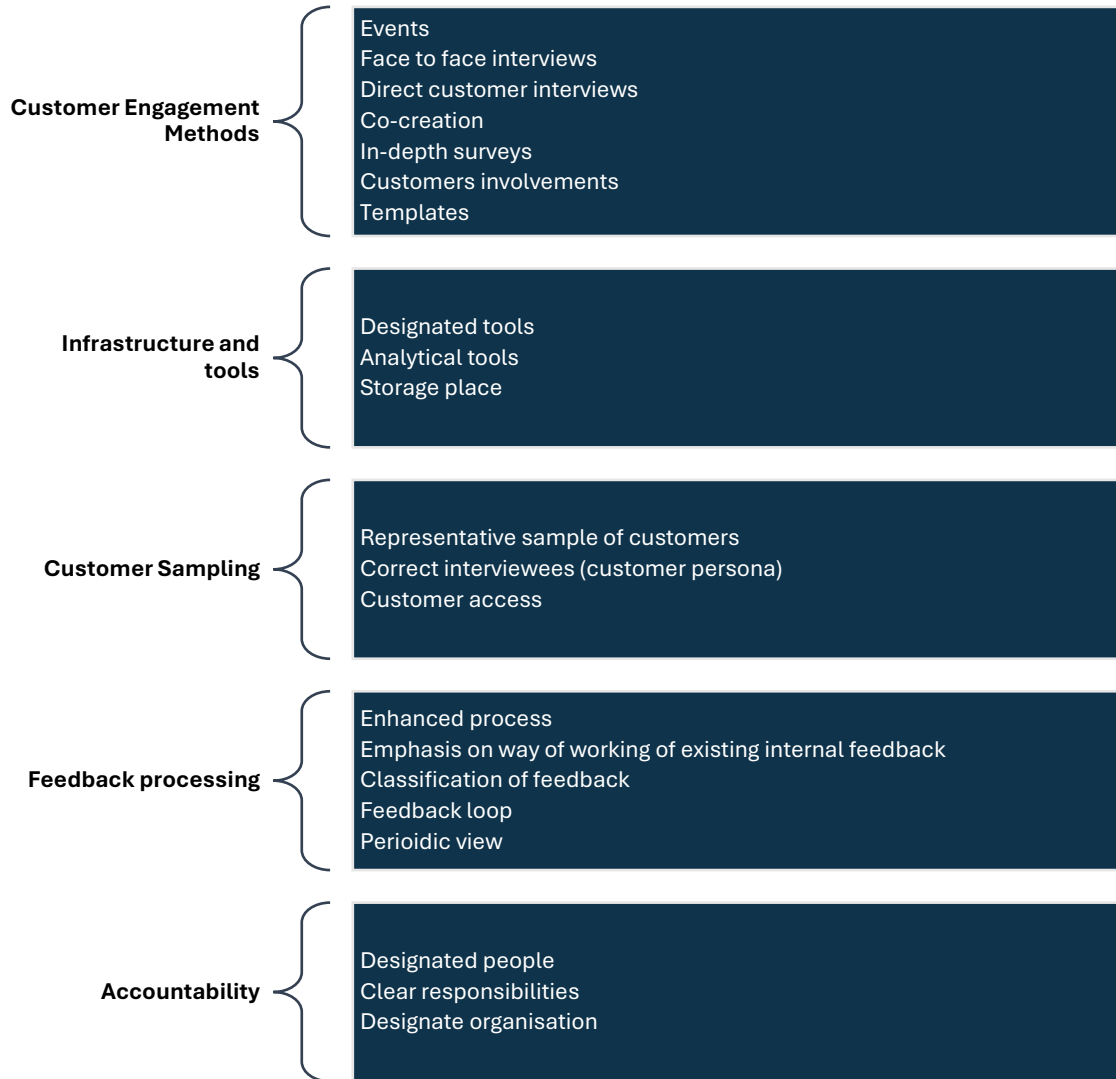 Customer Engagement
Methods
Events
Face to face interviews
Direct customer interviews
Co-creation
In-depth surveys
Customers involvements
Templates
Infrastructure and
tools
Designated tools
Analytical tools
Storage place
Customer Sampling
Representative sample of customers
Correct interviewees (customer persona)
Customer access
Feedback processing
Enhanced process
Emphasis on way of working of existing internal feedback
Classification of feedback
Feedback loop
Perioidic view
Accountability
Designated people
Clear responsibilities
Designate organisation